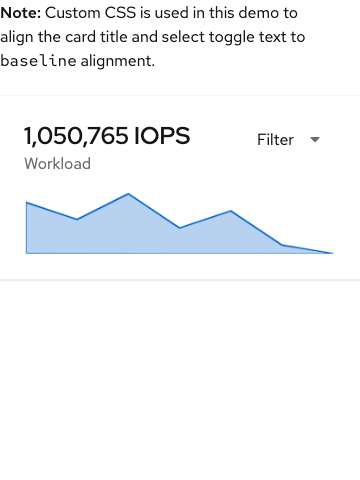 Note: Custom CSS is used in this demo to
align the card title and select toggle text to
baseline alignment.
1,050,765 IOPS
Filter
Workload